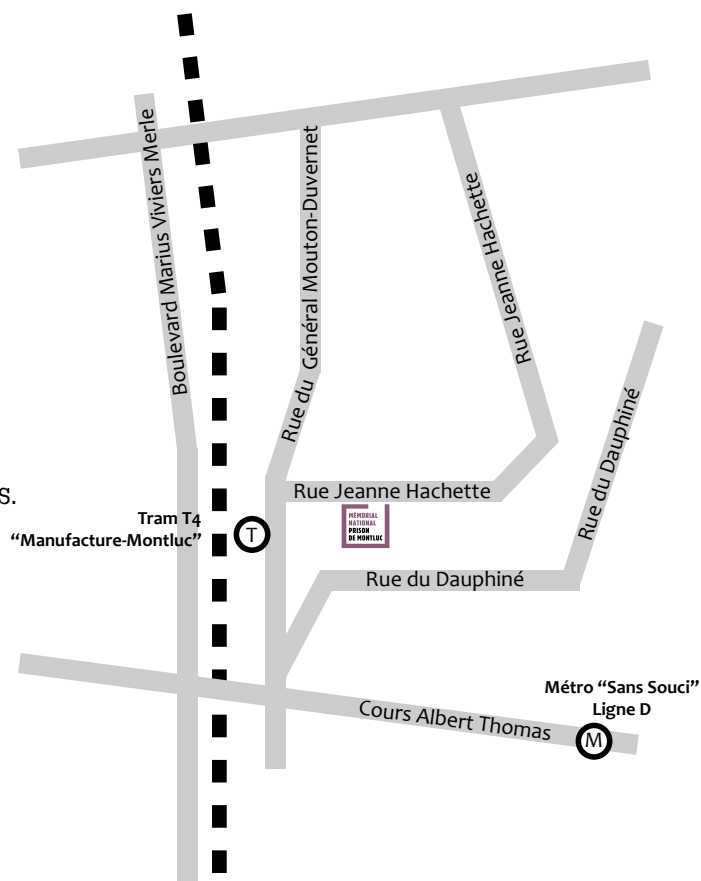 Boulevard Marius Viviers Merle
Rue du Général Mouton-Duvernet
Rue Jeanne Hachette
Rue du Dauphiné
s.
Rue Jeanne Hachette
Tram T4
“Manufacture-Montluc”
T
MÉMORIAL
NATIONAL
PRISON
DE MONTLUC
Rue du Dauphiné
Métro “Sans Souci”
Ligne D
Cours Albert Thomas
M